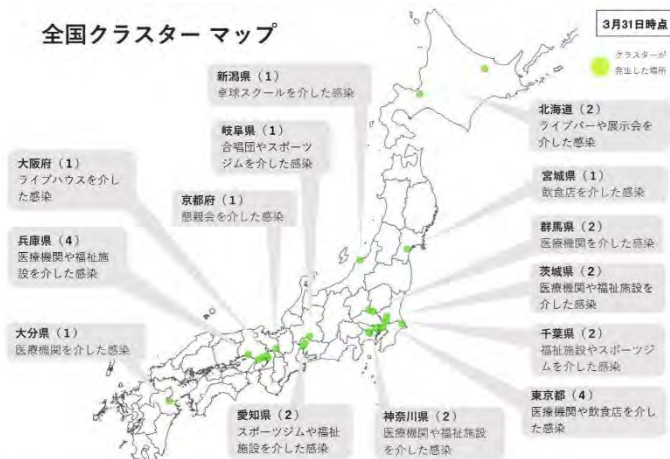 全国クラスター マップ
3月31日時点
クラスターが
発生した場所
新潟県（1）
卓球スクールを介した感染
岐阜県（1）
合唱団やスポーツ
ジムを介した感染
大阪府（1）
ライブハウスを介し
た感染
京都府（1）
懇親会を介した感染
兵庫県（4）
医療機関や福祉施
設を介した感染
大分県（1）
医療機関を介した感染
愛知県（2）
スポーツジムや福祉
施設を介した感染
神奈川県（2）
医療機関や福祉施設
を介した感染
北海道（2）
ライブバーや展示会
を介した感染
宮城県（1）
飲食店を介した感染
群馬県（2）
医療機関を介した感染
茨城県（2）
医療機関や福祉施設を
介した感染
千葉県（2）
福祉施設やスポーツジ
ムを介した感染
東京都（4）
医療機関や飲食店を介
した感染